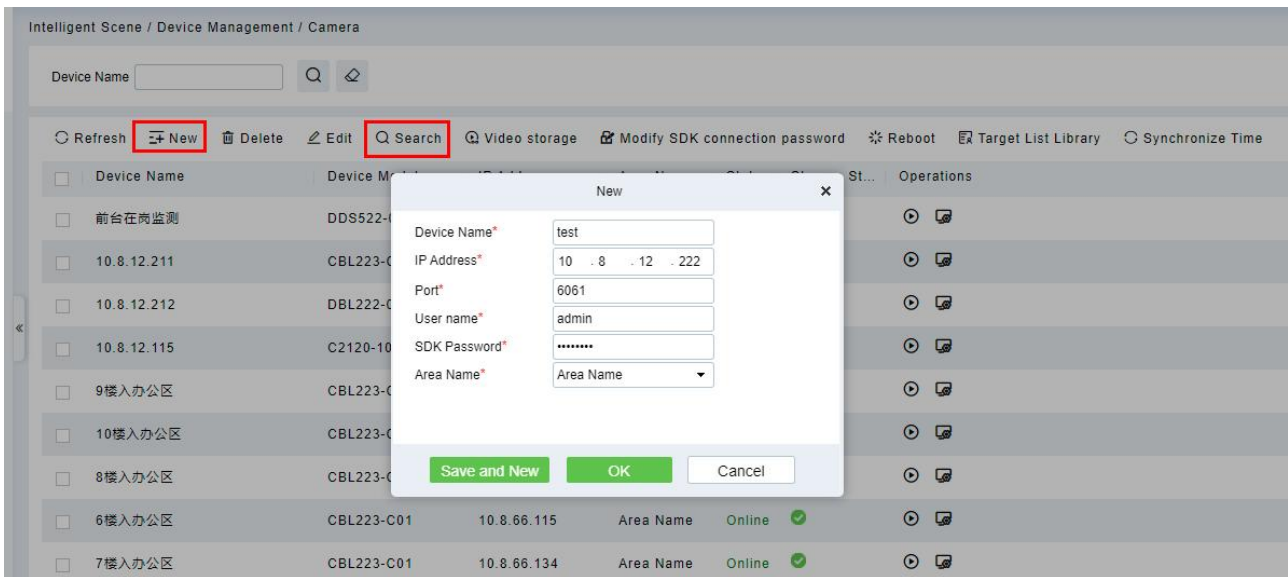 Intelligent Scene / Device Management / Camera
Device Name
Refresh New Delete Edit Search Video storage Modify SDK connection password Reboot Target List Library Synchronize Time
Device Name St... Operations
New
前台在岗监测
Device Name* test
10.8.12.211
IP Address* 10 . 8 . 12 . 222
Port* 6061
10.8.12.212
User name* admin
10.8.12.115 C2120-10
SDK Password* ••••••••
Area Name* Area Name
9楼入办公区
10楼入办公区
8楼入办公区
Save and New OK Cancel
6楼入办公区 CBL223-C01 10.8.66.115 Area Name Online
7楼入办公区 CBL223-C01 10.8.66.134 Area Name Online